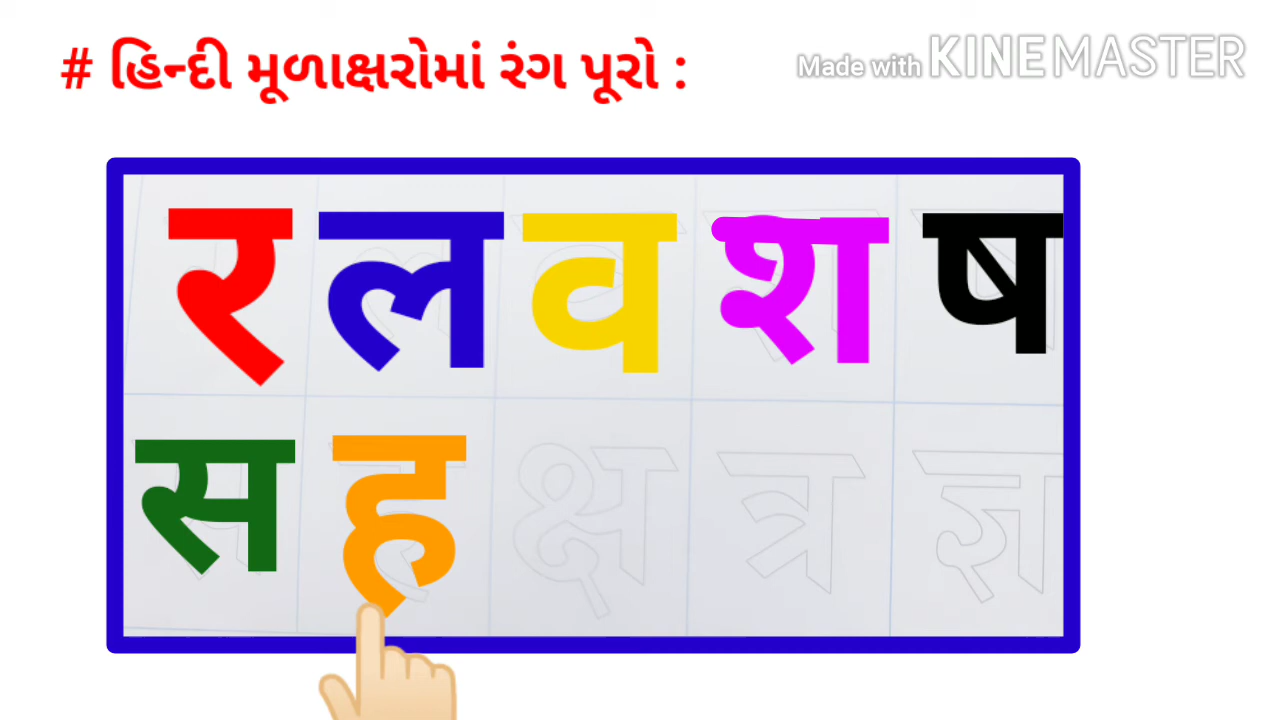 # હિન્દી મૂળાક્ષરોમાં રંગ પૂરો :
Made with KINEMASTER
र ल व श ष
स ह क्ष त्र ज्ञ